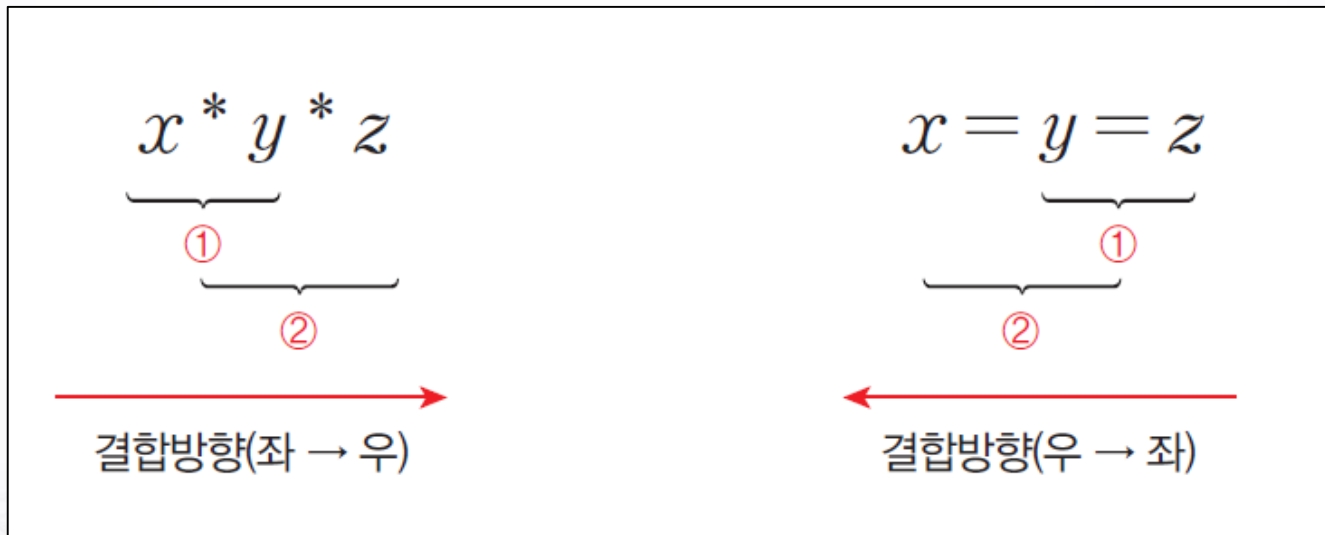 x * y * z
①
②
결합방향(좌 → 우)
x = y = z
①
②
결합방향(우 → 좌)